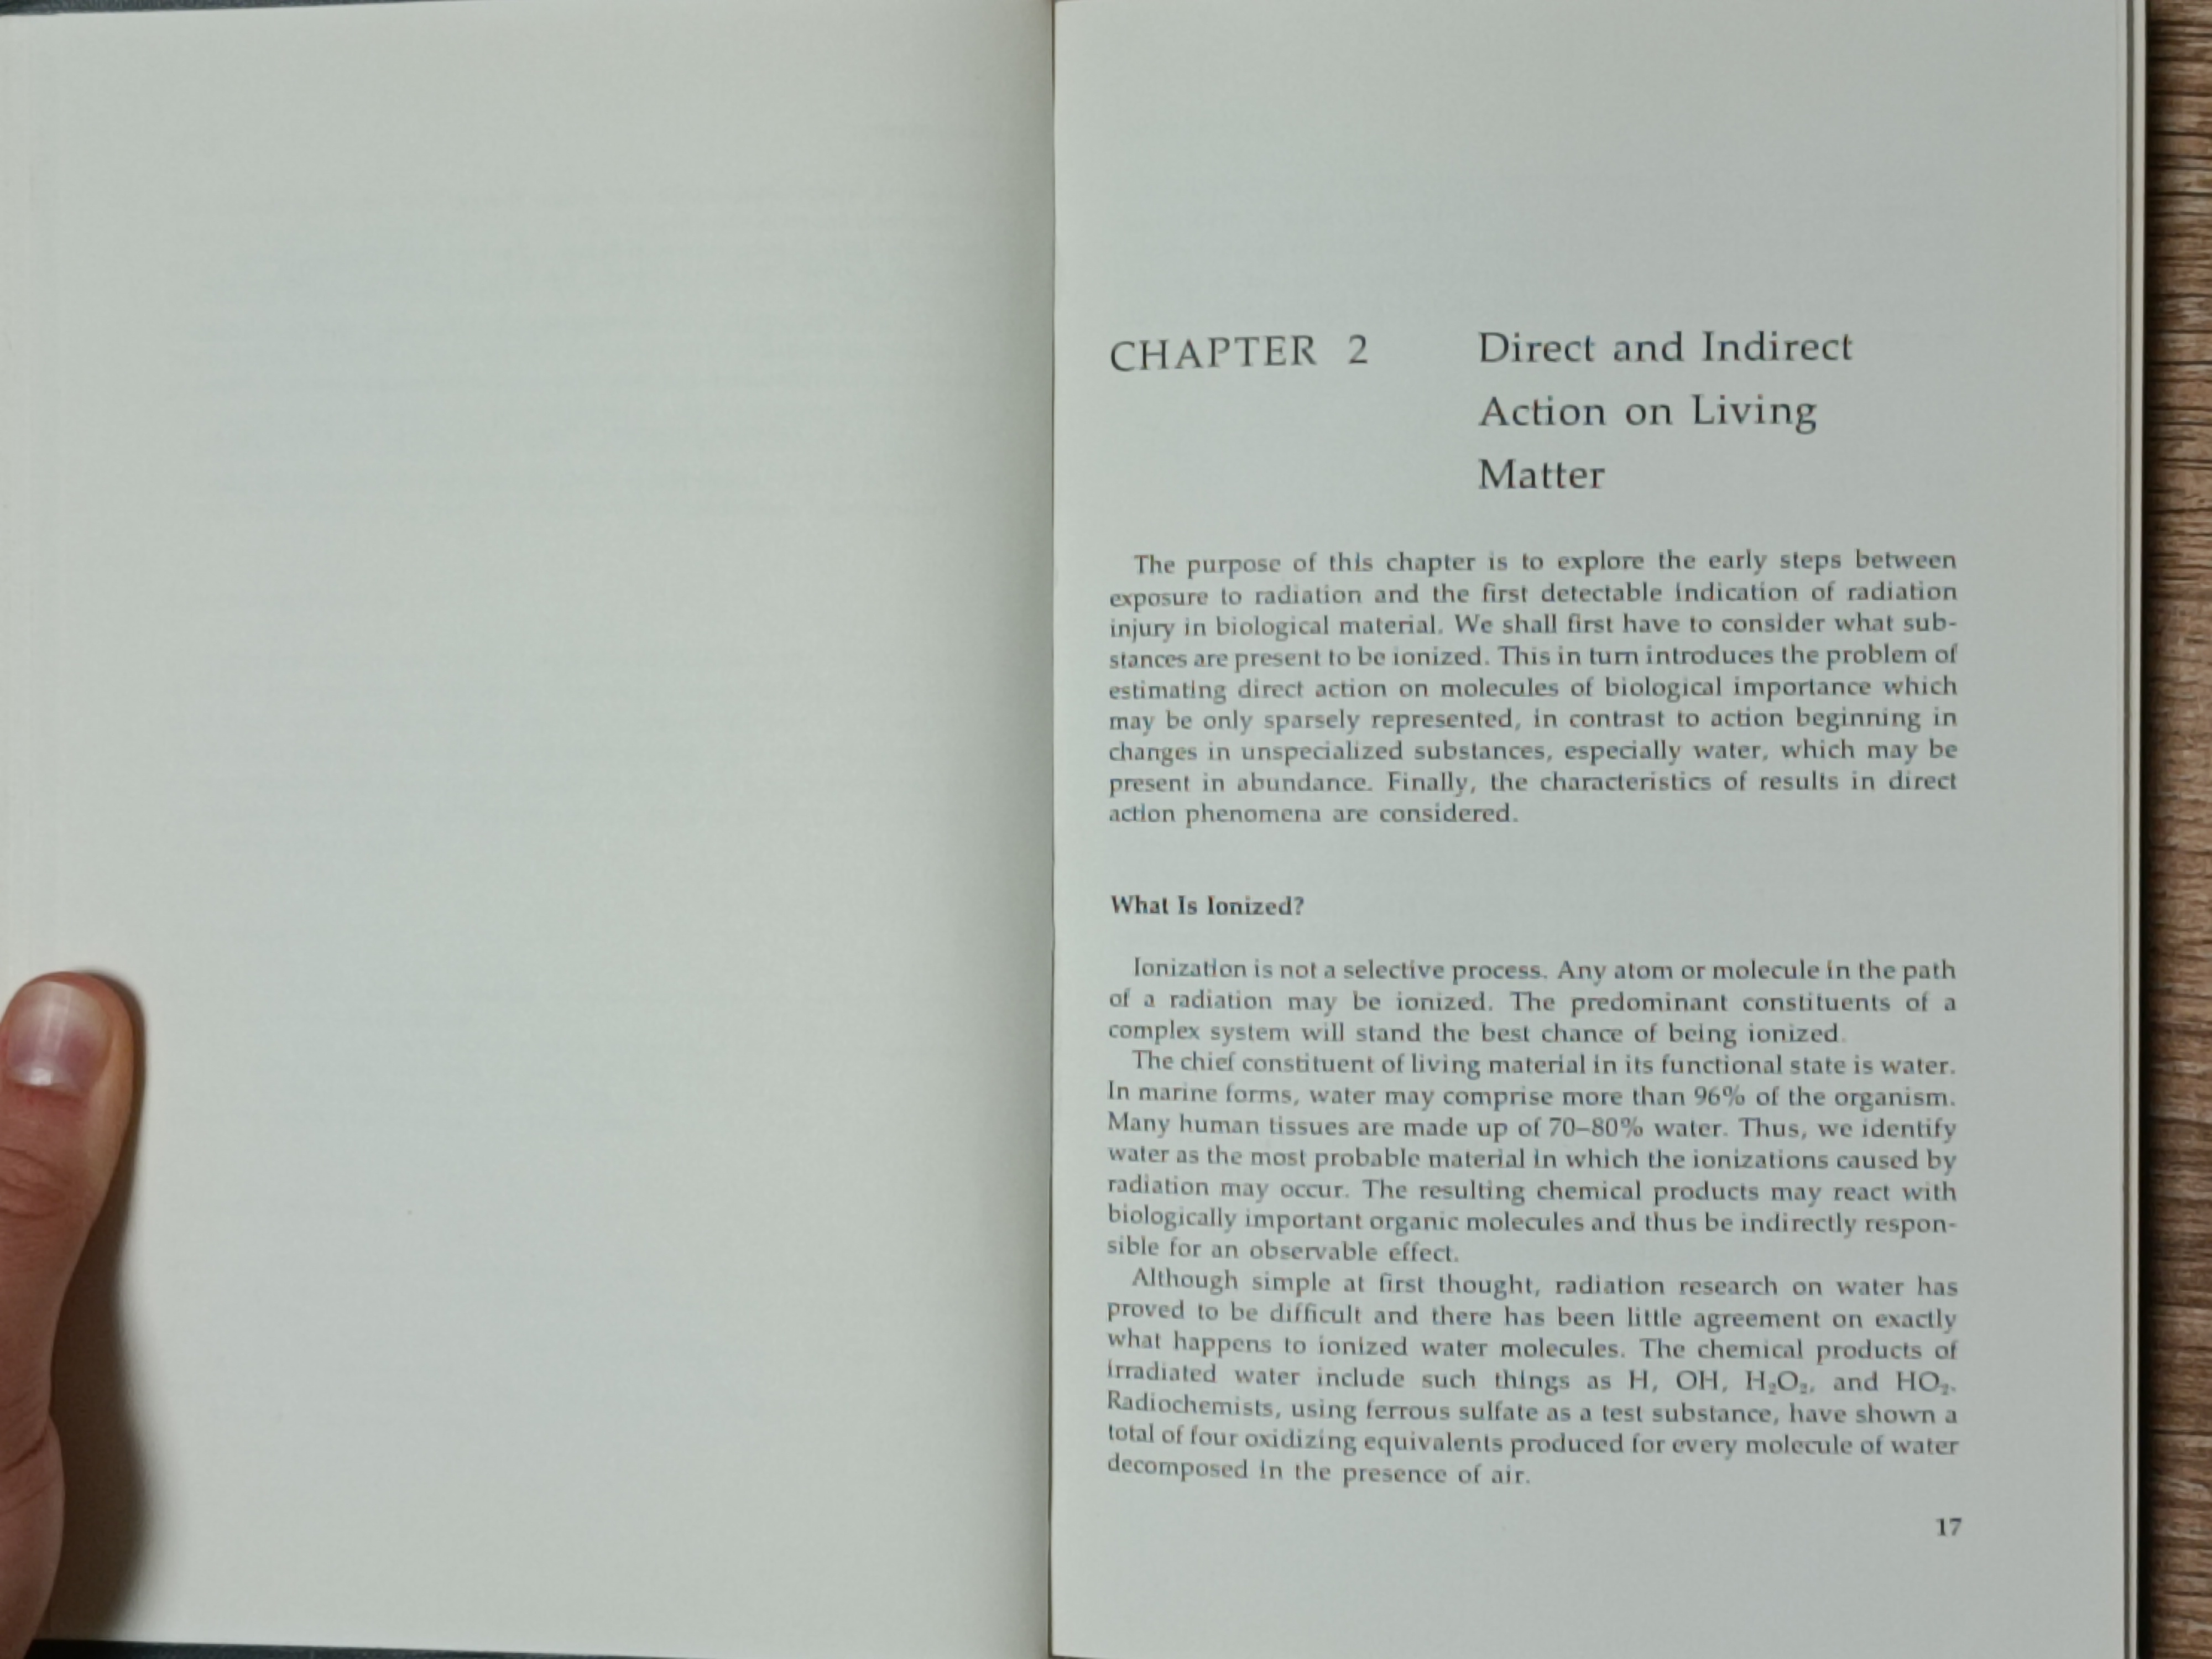 CHAPTER 2
Direct and Indirect
Action on Living
Matter
The purpose of this chapter is to explore the early steps between
exposure to radiation and the first detectable indication of radiation
injury in biological material. We shall first have to consider what sub-
stances are present to be ionized. This in turn introduces the problem of
estimating direct action on molecules of biological importance which
may be only sparsely represented, in contrast to action beginning in
changes in unspecialized substances, especially water, which may be
present in abundance. Finally, the characteristics of results in direct
action phenomena are considered.
What Is Ionized?
Ionization is not a selective process. Any atom or molecule in the path
of a radiation may be ionized. The predominant constituents of a
complex system will stand the best chance of being ionized.
The chief constituent of living material in its functional state is water.
In marine forms, water may comprise more than 96% of the organism.
Many human tissues are made up of 70–80% water. Thus, we identify
water as the most probable material in which the ionizations caused by
radiation may occur. The resulting chemical products may react with
biologically important organic molecules and thus be indirectly respon-
sible for an observable effect.
Although simple at first thought, radiation research on water has
proved to be difficult and there has been little agreement on exactly
what happens to ionized water molecules. The chemical products of
irradiated water include such things as H, OH, H₂O₂, and HO₂.
Radiochemists, using ferrous sulfate as a test substance, have shown a
total of four oxidizing equivalents produced for every molecule of water
decomposed in the presence of air.
17